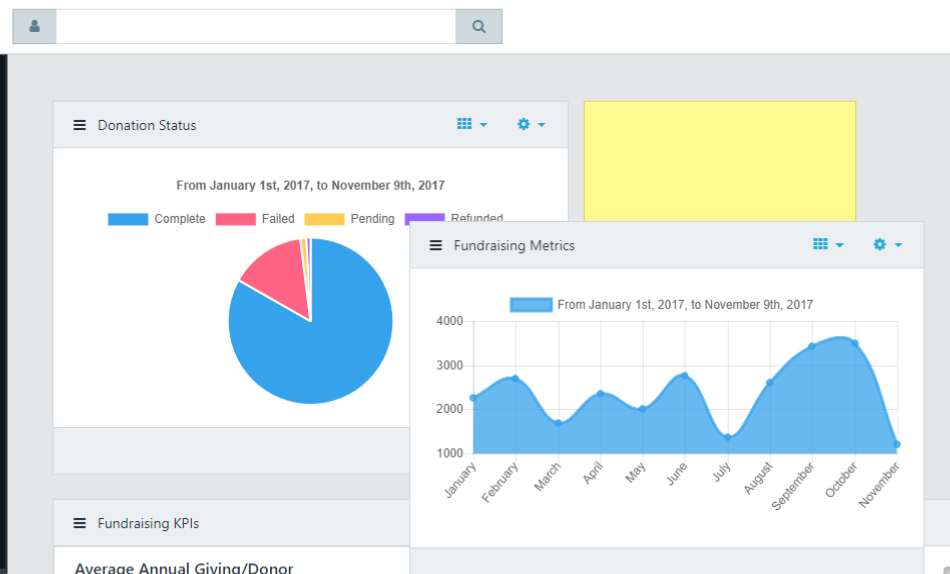 Donation Status
From January 1st, 2017, to November 9th, 2017
Complete Failed Pending Refunded
Fundraising Metrics
From January 1st, 2017, to November 9th, 2017
4000
3000
2000
1000
January February March April May June July August September October November
Fundraising KPIs
Average Annual Giving/Donor